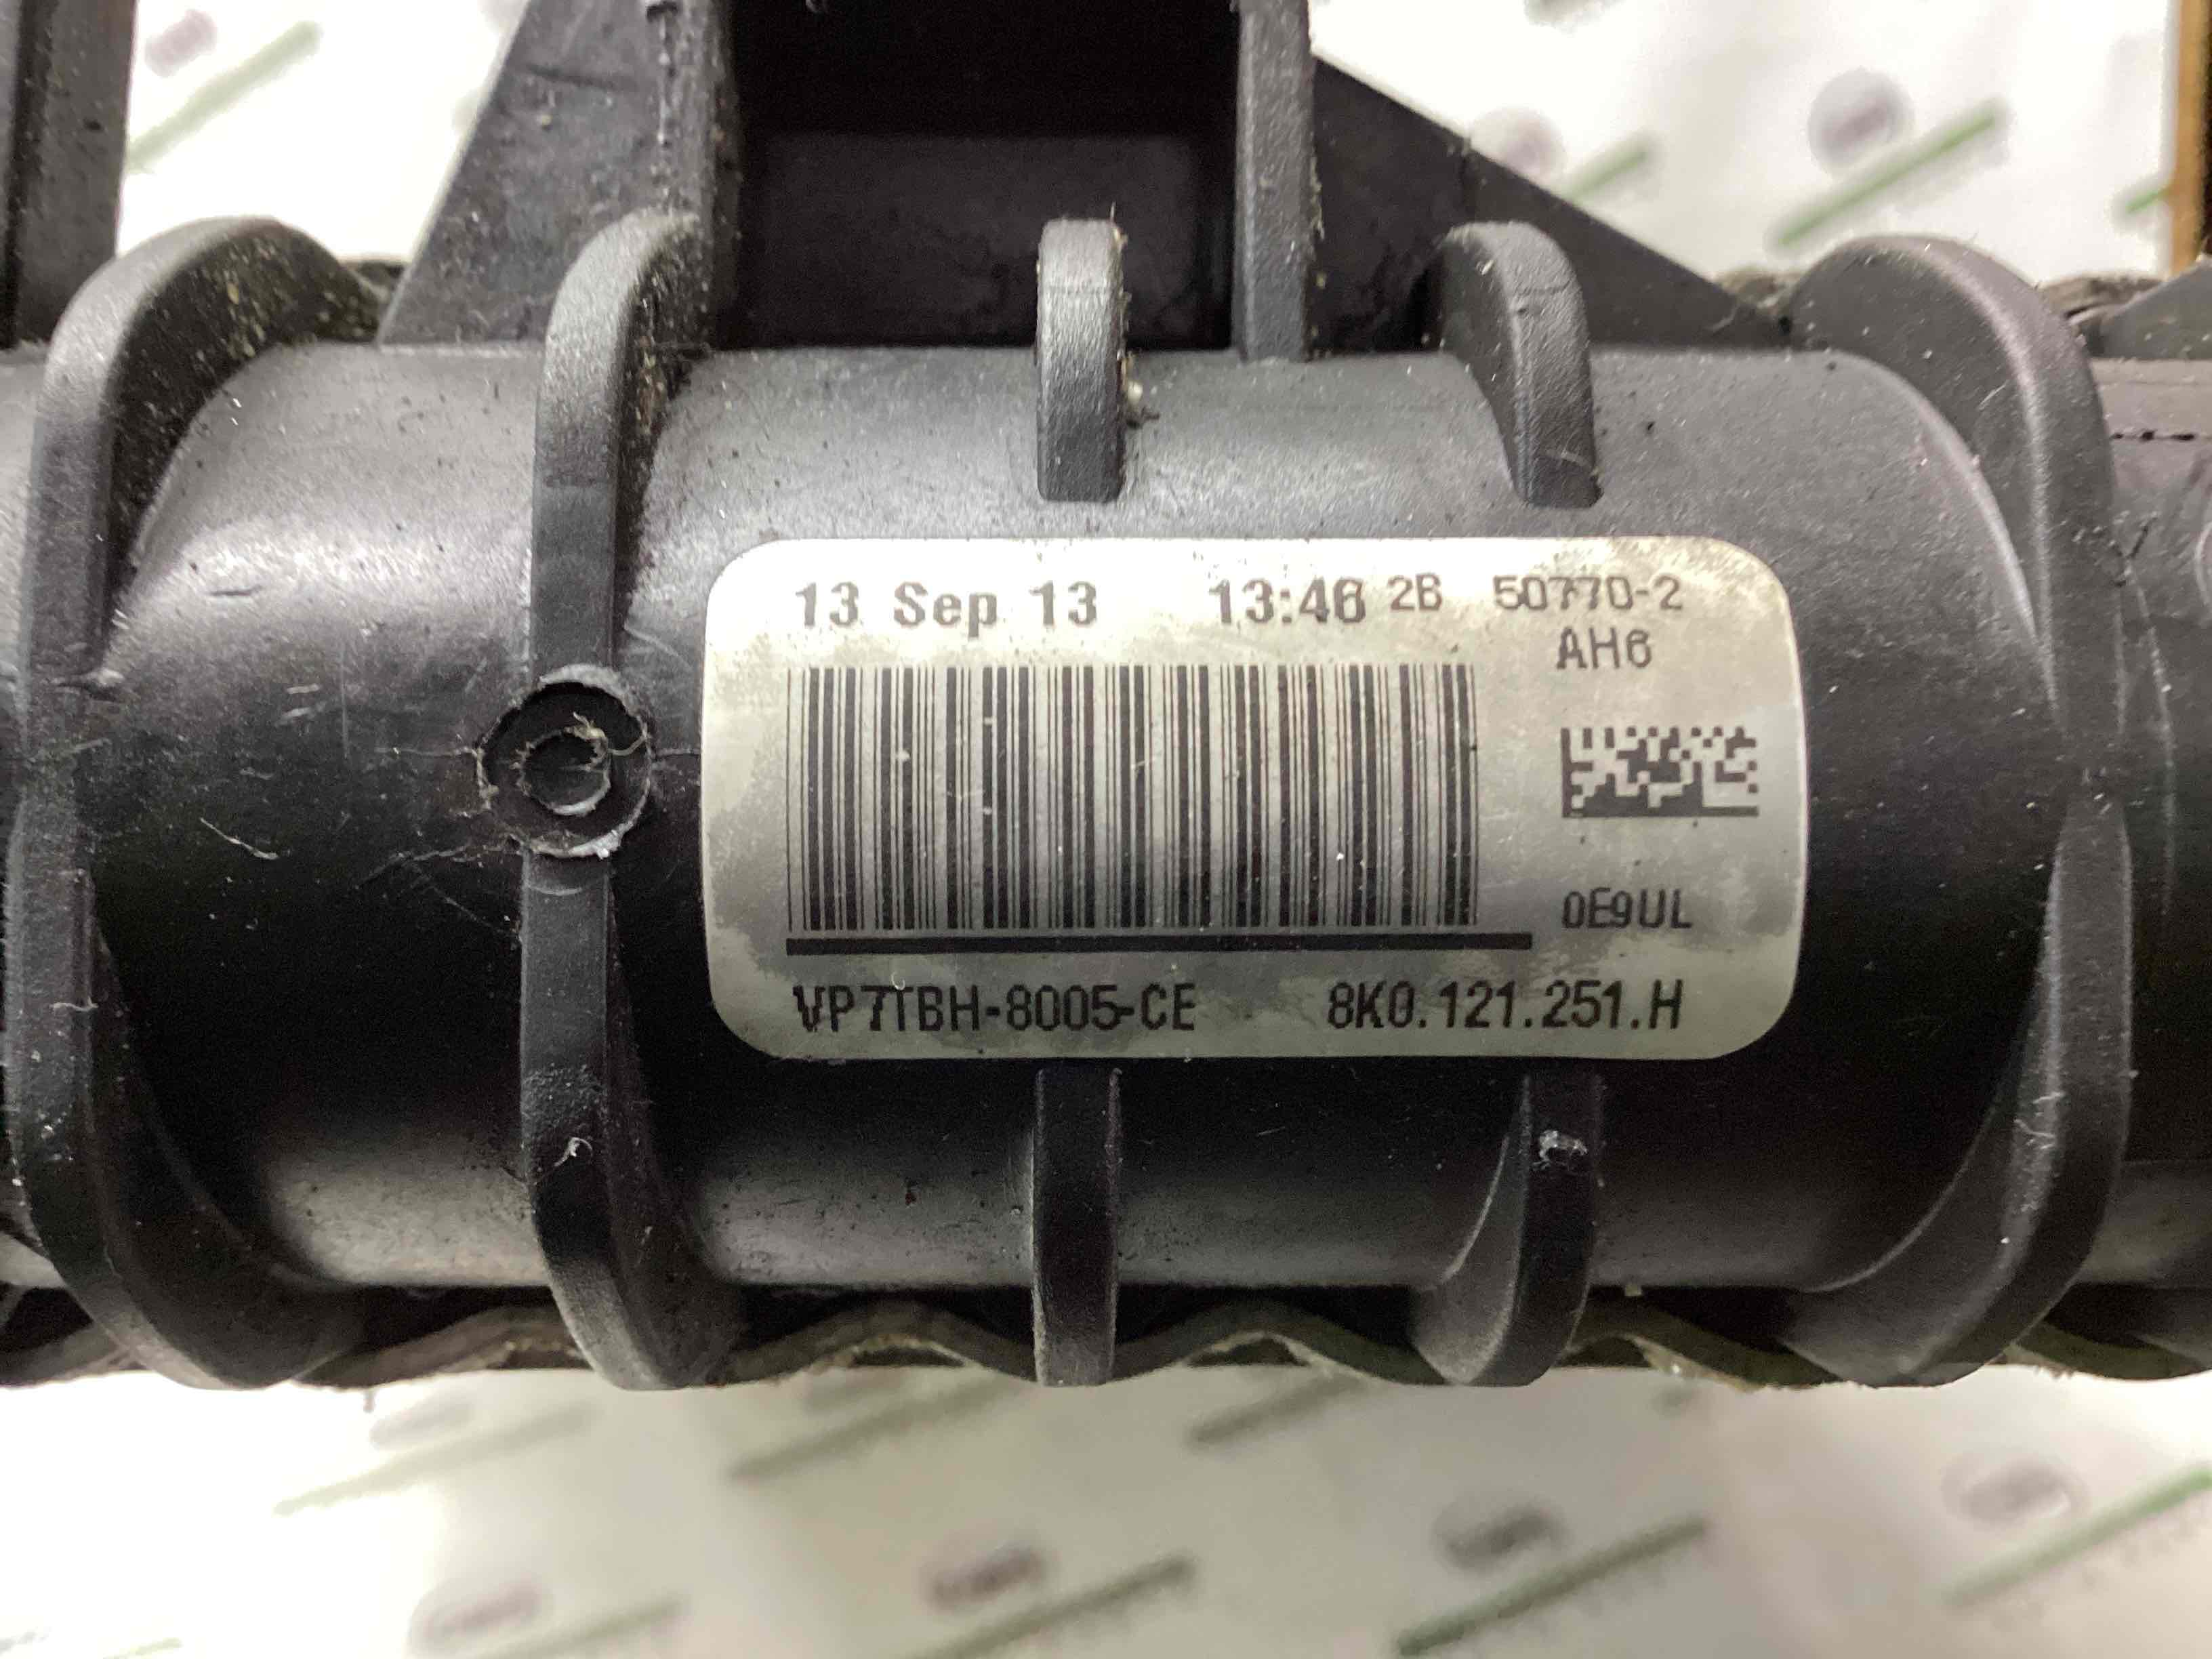 13 Sep 13 13:46 2B 50770-2
AH6
0E9UL
VP7TBH-8005-CE 8K0.121.251.H